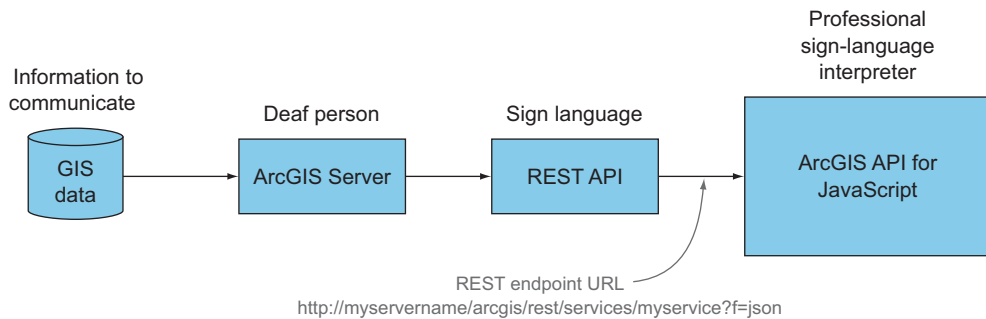 Information to
communicate
GIS
data
Deaf person
ArcGIS Server
Sign language
REST API
Professional
sign-language
interpreter
ArcGIS API for
JavaScript
REST endpoint URL
http://myservername/arcgis/rest/services/myservice?f=json